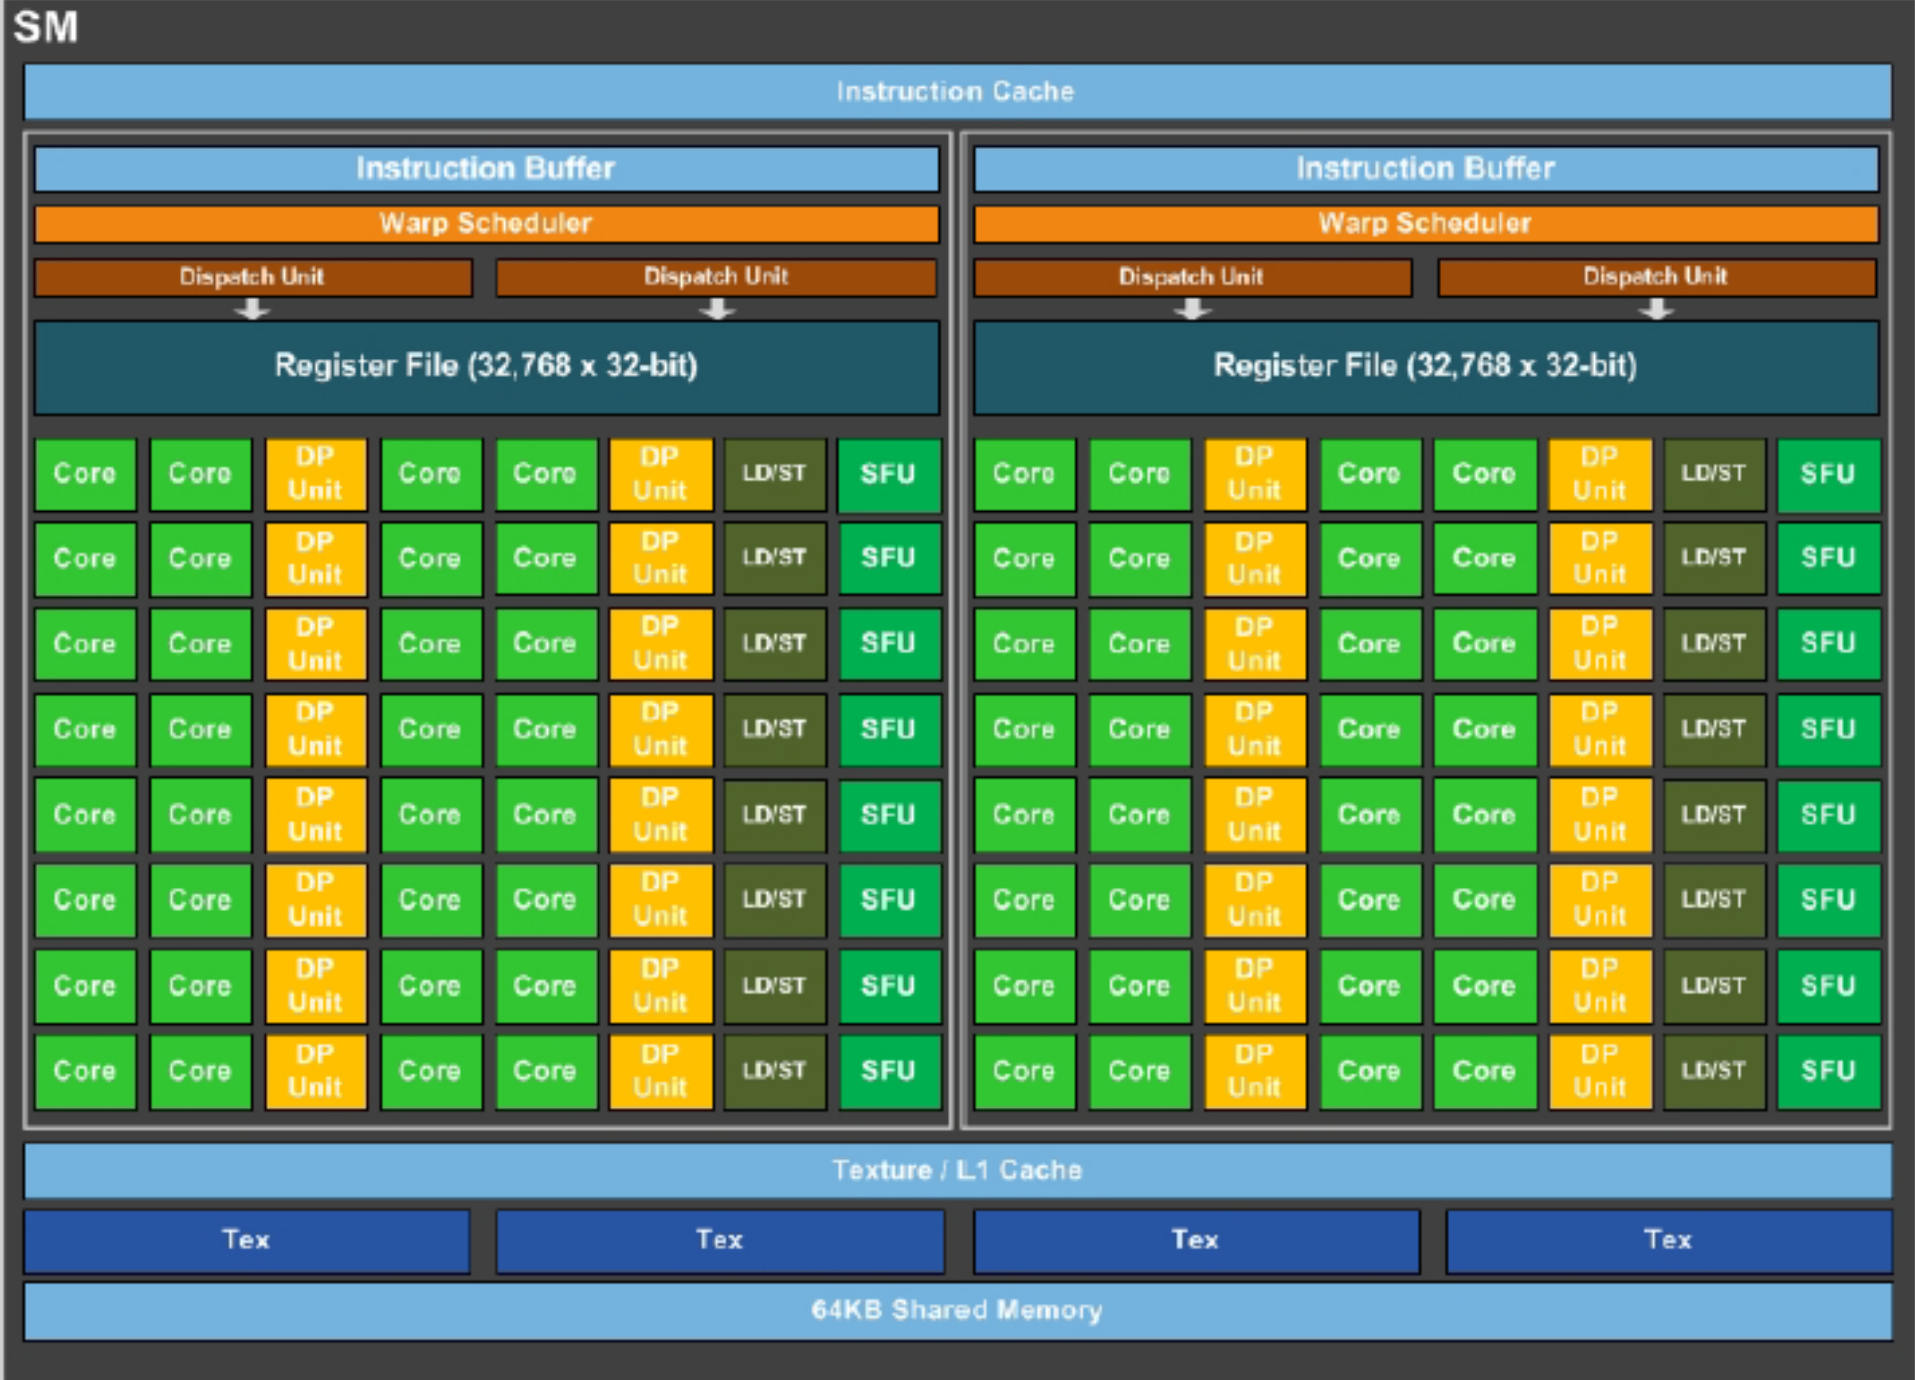 SM
Instruction Cache
Instruction Buffer Instruction Buffer
Warp Scheduler Warp Scheduler
Dispatch Unit Dispatch Unit Dispatch Unit Dispatch Unit
Register File (32,768 x 32-bit) Register File (32,768 x 32-bit)
Core Core DP Unit Core Core DP Unit LD/ST SFU Core Core DP Unit Core Core DP Unit LD/ST SFU
Core Core DP Unit Core Core DP Unit LD/ST SFU Core Core DP Unit Core Core DP Unit LD/ST SFU
Core Core DP Unit Core Core DP Unit LD/ST SFU Core Core DP Unit Core Core DP Unit LD/ST SFU
Core Core DP Unit Core Core DP Unit LD/ST SFU Core Core DP Unit Core Core DP Unit LD/ST SFU
Core Core DP Unit Core Core DP Unit LD/ST SFU Core Core DP Unit Core Core DP Unit LD/ST SFU
Core Core DP Unit Core Core DP Unit LD/ST SFU Core Core DP Unit Core Core DP Unit LD/ST SFU
Core Core DP Unit Core Core DP Unit LD/ST SFU Core Core DP Unit Core Core DP Unit LD/ST SFU
Core Core DP Unit Core Core DP Unit LD/ST SFU Core Core DP Unit Core Core DP Unit LD/ST SFU
Texture / L1 Cache
Tex Tex Tex Tex
64KB Shared Memory